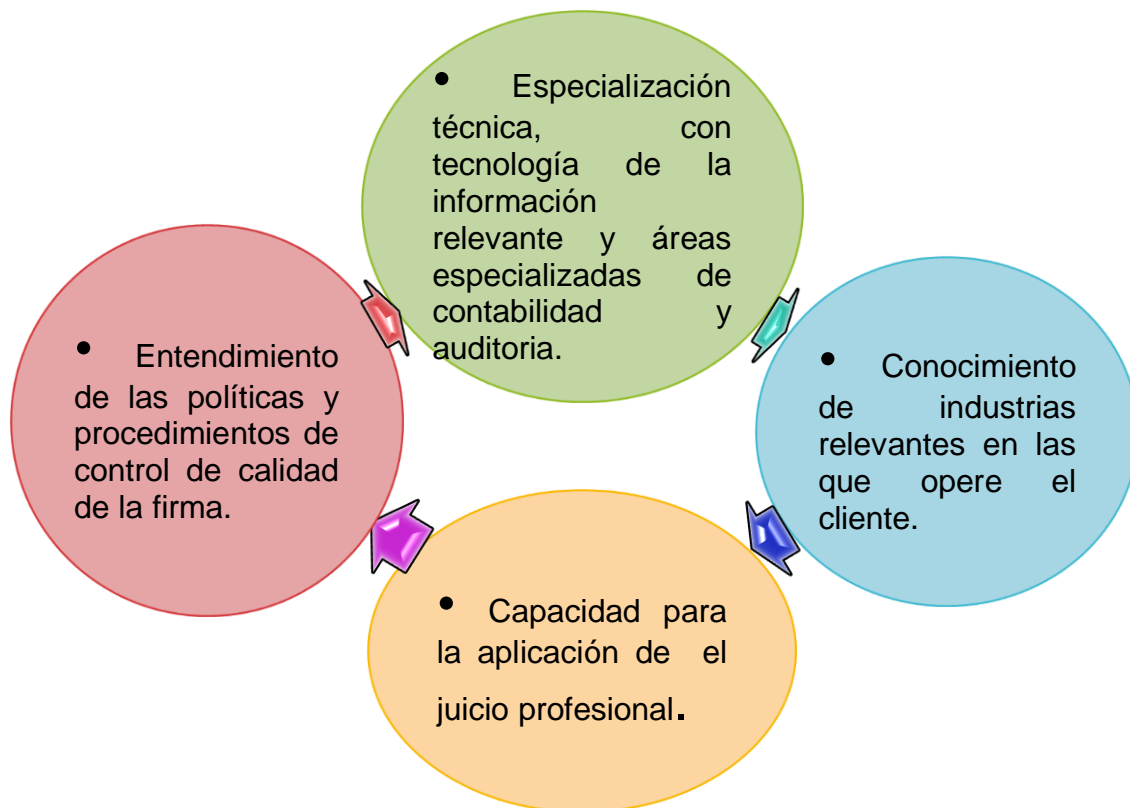 • Especialización
técnica, con
tecnología de la
información
relevante y áreas
especializadas de
contabilidad y
auditoria.
• Conocimiento
de industrias
relevantes en las
que opere el
cliente.
• Capacidad para
la aplicación de el
juicio profesional.
• Entendimiento
de las políticas y
procedimientos de
control de calidad
de la firma.